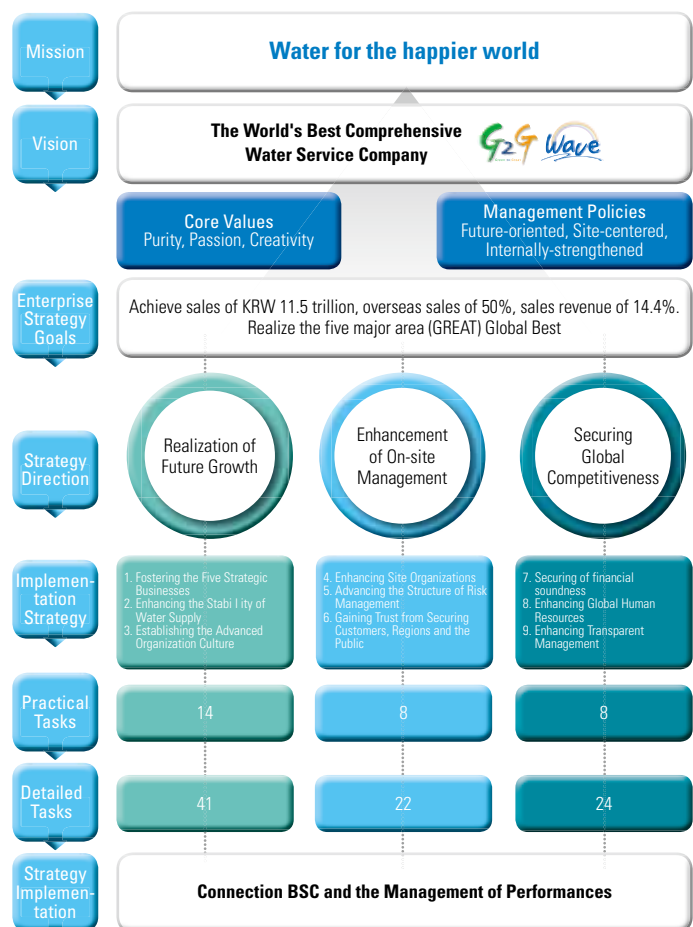 Mission
Water for the happier world
Vision
The World's Best Comprehensive
Water Service Company
G2G Wave
Core Values
Purity, Passion, Creativity
Management Policies
Future-oriented, Site-centered,
Internally-strengthened
Enterprise
Strategy
Goals
Achieve sales of KRW 11.5 trillion, overseas sales of 50%, sales revenue of 14.4%.
Realize the five major area (GREAT) Global Best
Strategy
Direction
Realization of
Future Growth
Enhancement
of On-site
Management
Securing
Global
Competitiveness
Implemen-
tation
Strategy
1. Fostering the Five Strategic
Businesses
2. Enhancing the Stabi l ity of
Water Supply
3. Establishing the Advanced
Organization Culture
4. Enhancing Site Organizations
5. Advancing the Structure of Risk
Management
6. Gaining Trust from Securing
Customers, Regions and the
Public
7. Securing of financial
soundness
8. Enhancing Global Human
Resources
9. Enhancing Transparent
Management
Practical
Tasks
14
8
8
Detailed
Tasks
41
22
24
Strategy
Implemen-
tation
Connection BSC and the Management of Performances